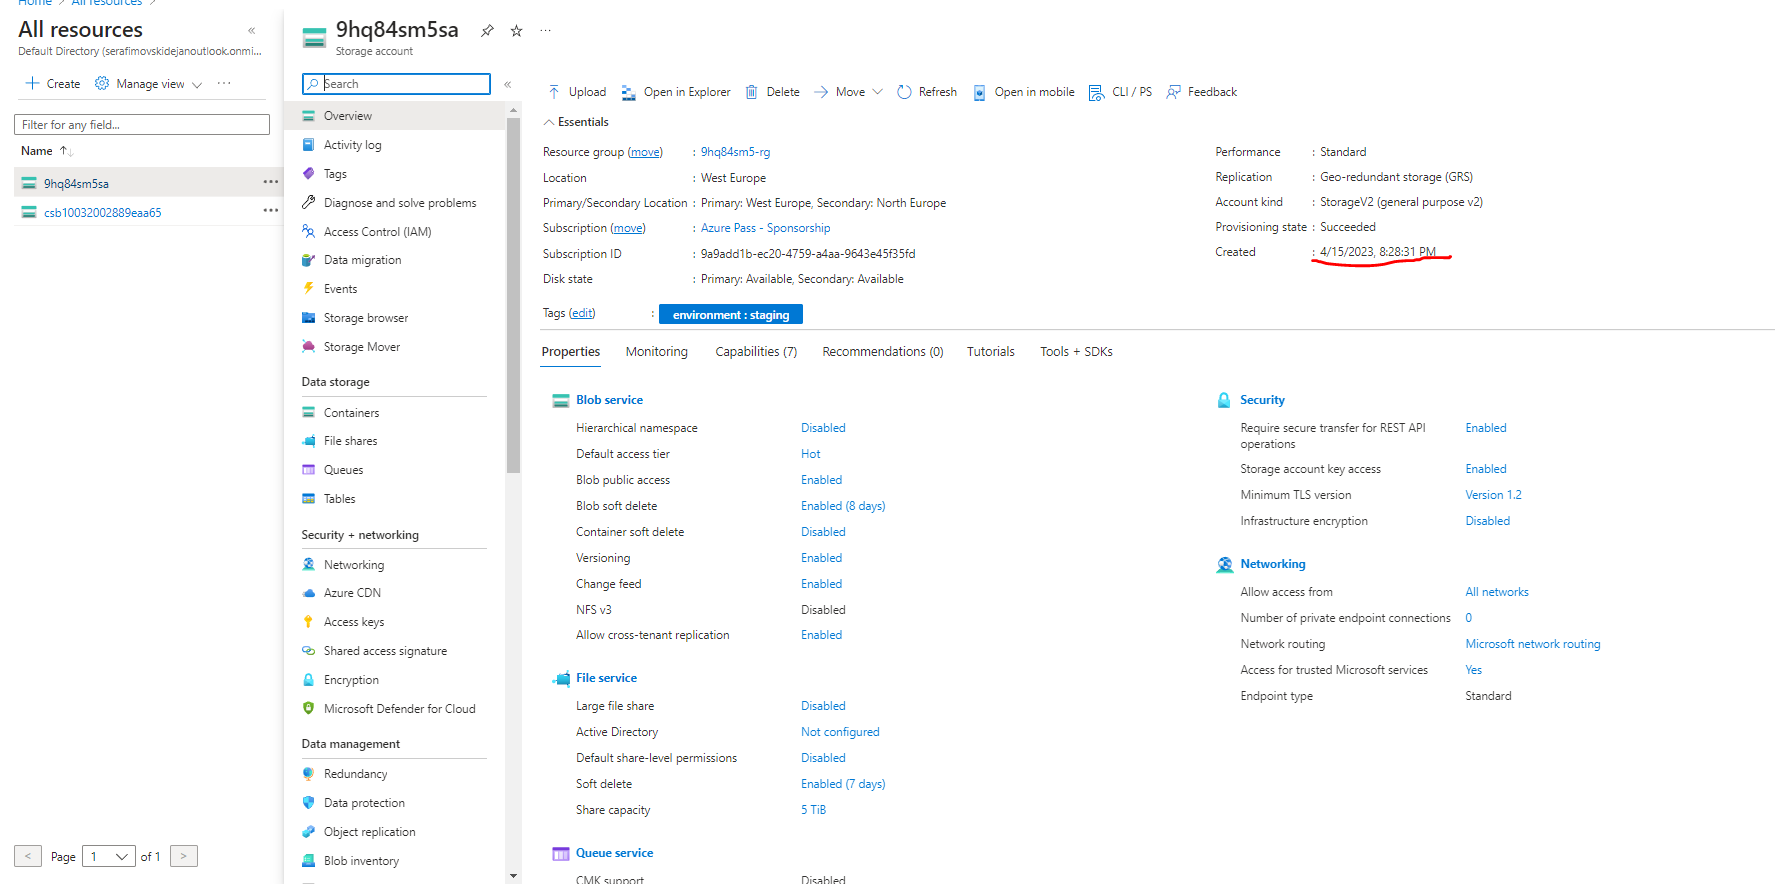 Home > All resources >
All resources «
Default Directory (serafimovskidejanoutlook.onmi...
Create Manage view ···
Filter for any field...
Name ↑↓
9hq84sm5sa ···
csb10032002889eaa65 ···
< Page 1 of 1 >
9hq84sm5sa ···
Storage account
Search «
Overview
Activity log
Tags
Diagnose and solve problems
Access Control (IAM)
Data migration
Events
Storage browser
Storage Mover
Data storage
Containers
File shares
Queues
Tables
Security + networking
Networking
Azure CDN
Access keys
Shared access signature
Encryption
Microsoft Defender for Cloud
Data management
Redundancy
Data protection
Object replication
Blob inventory
Upload Open in Explorer Delete Move Refresh Open in mobile CLI / PS Feedback
Essentials
Resource group (move) : 9hq84sm5-rg
Location : West Europe
Primary/Secondary Location : Primary: West Europe, Secondary: North Europe
Subscription (move) : Azure Pass - Sponsorship
Subscription ID : 9a9add1b-ec20-4759-a4aa-9643e45f35fd
Disk state : Primary: Available, Secondary: Available
Performance : Standard
Replication : Geo-redundant storage (GRS)
Account kind : StorageV2 (general purpose v2)
Provisioning state : Succeeded
Created : 4/15/2023, 8:28:31 PM
Tags (edit) : environment : staging
Properties Monitoring Capabilities (7) Recommendations (0) Tutorials Tools + SDKs
Blob service
Hierarchical namespace Disabled
Default access tier Hot
Blob public access Enabled
Blob soft delete Enabled (8 days)
Container soft delete Disabled
Versioning Enabled
Change feed Enabled
NFS v3 Disabled
Allow cross-tenant replication Enabled
File service
Large file share Disabled
Active Directory Not configured
Default share-level permissions Disabled
Soft delete Enabled (7 days)
Share capacity 5 TiB
Queue service
CMK support Disabled
Security
Require secure transfer for REST API Enabled
operations
Storage account key access Enabled
Minimum TLS version Version 1.2
Infrastructure encryption Disabled
Networking
Allow access from All networks
Number of private endpoint connections 0
Network routing Microsoft network routing
Access for trusted Microsoft services Yes
Endpoint type Standard